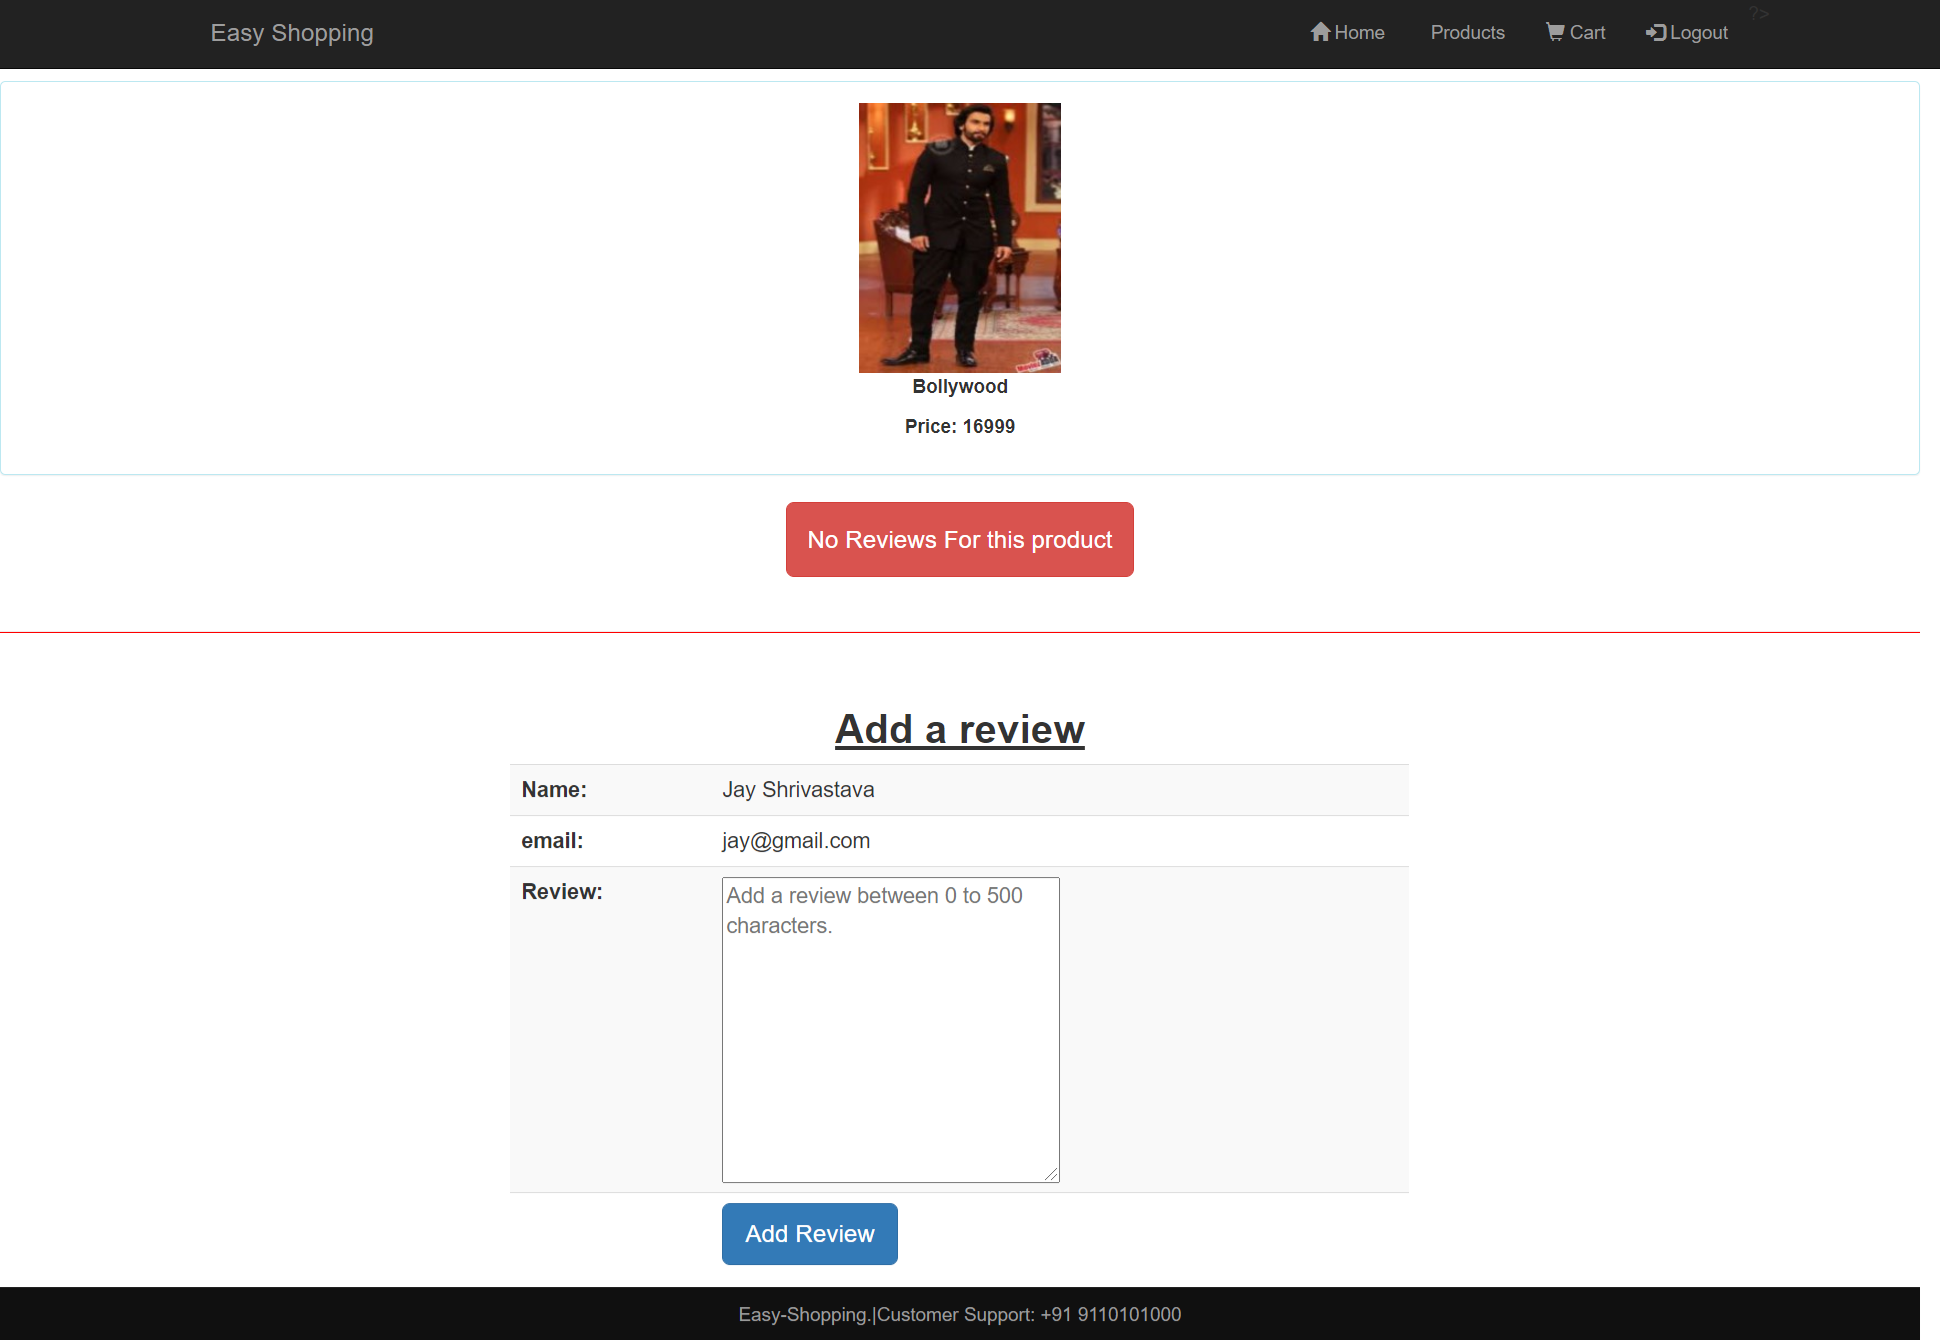 Easy Shopping
Home
Products
Cart
Logout
?>
Bollywood
Price: 16999
No Reviews For this product
Add a review
Name: Jay Shrivastava
email: jay@gmail.com
Review:
Add a review between 0 to 500
characters.
Add Review
Easy-Shopping.|Customer Support: +91 9110101000